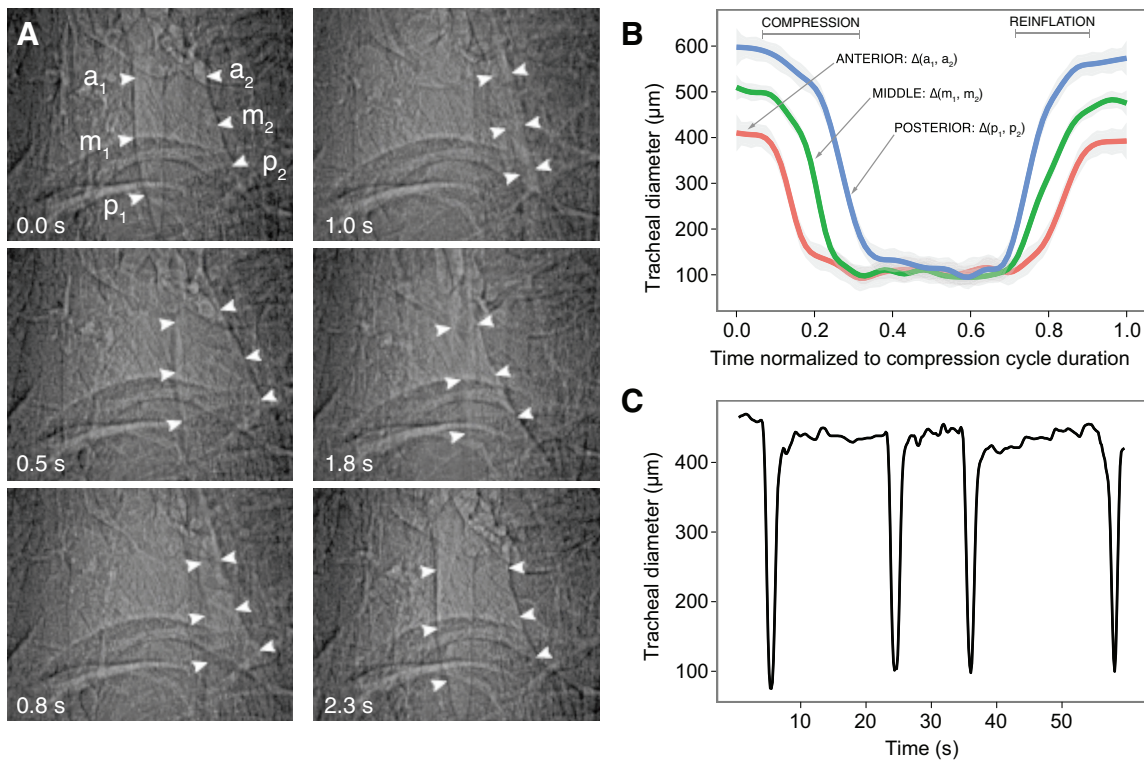 A
a1
a2
m1
m2
p1
p2
0.0 s
1.0 s
0.5 s
1.8 s
0.8 s
2.3 s
B
COMPRESSION
REINFLATION
ANTERIOR: Δ(a1, a2)
MIDDLE: Δ(m1, m2)
POSTERIOR: Δ(p1, p2)
Tracheal diameter (µm)
600
500
400
300
200
100
0.0 0.2 0.4 0.6 0.8 1.0
Time normalized to compression cycle duration
C
Tracheal diameter (µm)
400
300
200
100
10 20 30 40 50
Time (s)